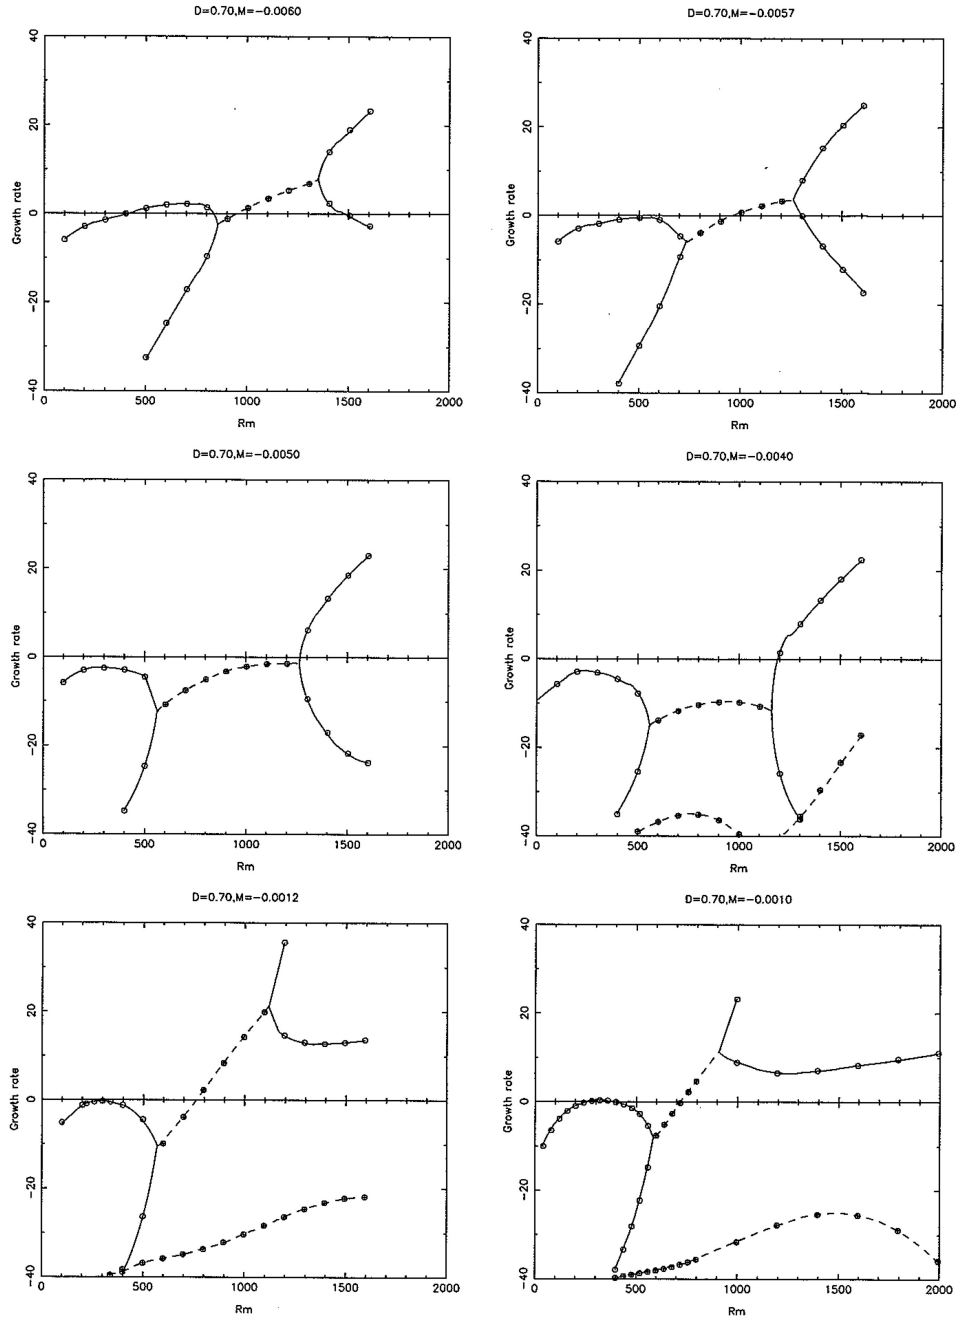 D=0.70,M=-0.0060
40
20
0
-20
-40
Growth rate
0 500 1000 1500 2000
Rm
D=0.70,M=-0.0057
40
20
0
-20
-40
Growth rate
0 500 1000 1500 2000
Rm
D=0.70,M=-0.0050
40
20
0
-20
-40
Growth rate
0 500 1000 1500 2000
Rm
D=0.70,M=-0.0040
40
20
0
-20
-40
Growth rate
0 500 1000 1500 2000
Rm
D=0.70,M=-0.0012
40
20
0
-20
-40
Growth rate
0 500 1000 1500 2000
Rm
D=0.70,M=-0.0010
40
20
0
-20
-40
Growth rate
0 500 1000 1500 2000
Rm